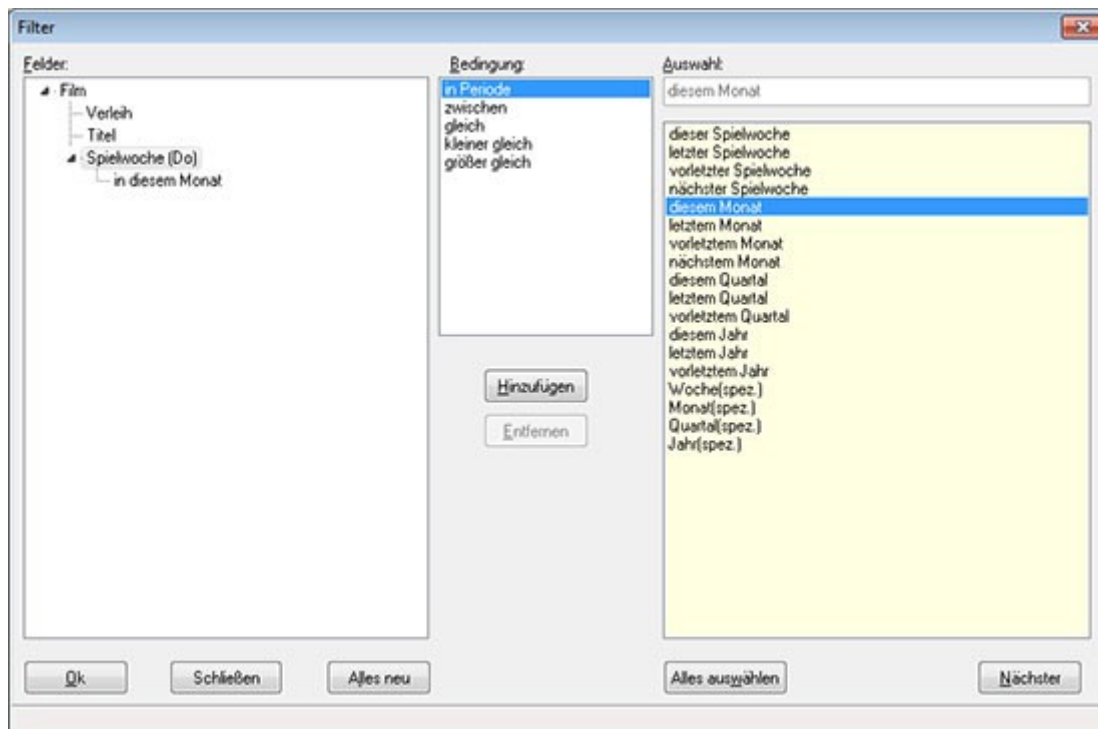 Filter
Felder:
Film
Verleih
Titel
Spielwoche (Do)
in diesem Monat
Bedingung:
in Periode
zwischen
gleich
kleiner gleich
größer gleich
Hinzufügen
Entfernen
Auswahl:
diesem Monat
dieser Spielwoche
letzter Spielwoche
vorletzter Spielwoche
nächster Spielwoche
diesem Monat
letztem Monat
vorletztem Monat
nächstem Monat
diesem Quartal
letztem Quartal
vorletztem Quartal
diesem Jahr
letztem Jahr
vorletztem Jahr
Woche(spez.)
Monat(spez.)
Quartal(spez.)
Jahr(spez.)
Ok
Schließen
Alles neu
Alles auswählen
Nächster